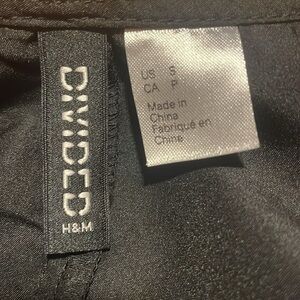 DIVIDED
H&M
US S
CA P
Made in
China
Fabriqué en
Chine